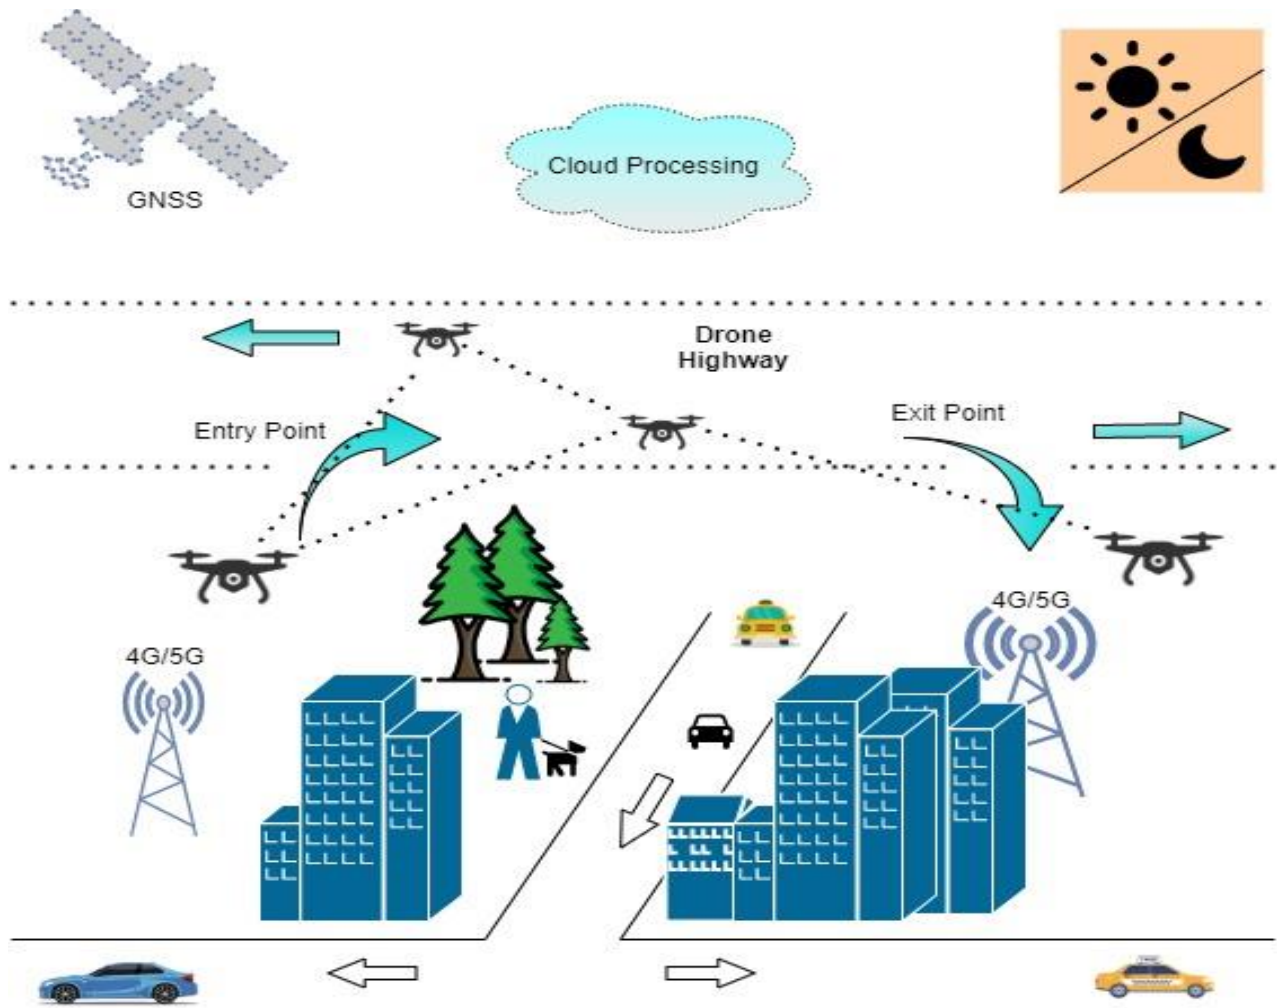 GNSS
Cloud Processing
Drone
Highway
Entry Point
Exit Point
4G/5G
4G/5G